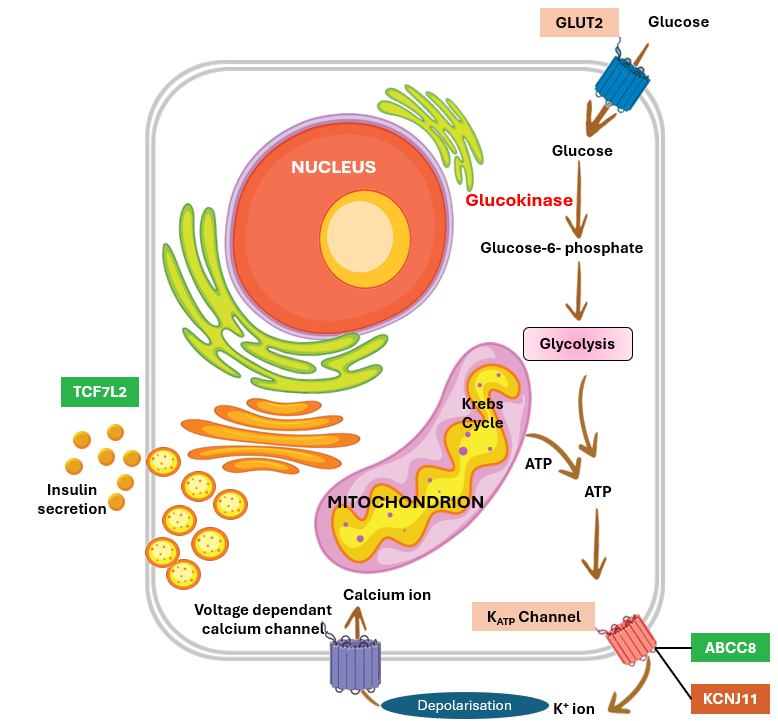 GLUT2
Glucose
NUCLEUS
Glucose
Glucokinase
Glucose-6- phosphate
Glycolysis
TCF7L2
Krebs
Cycle
ATP
Insulin
secretion
MITOCHONDRION
ATP
Calcium ion
Voltage dependant
calcium channel
KATP Channel
ABCC8
KCNJ11
Depolarisation
K+ ion